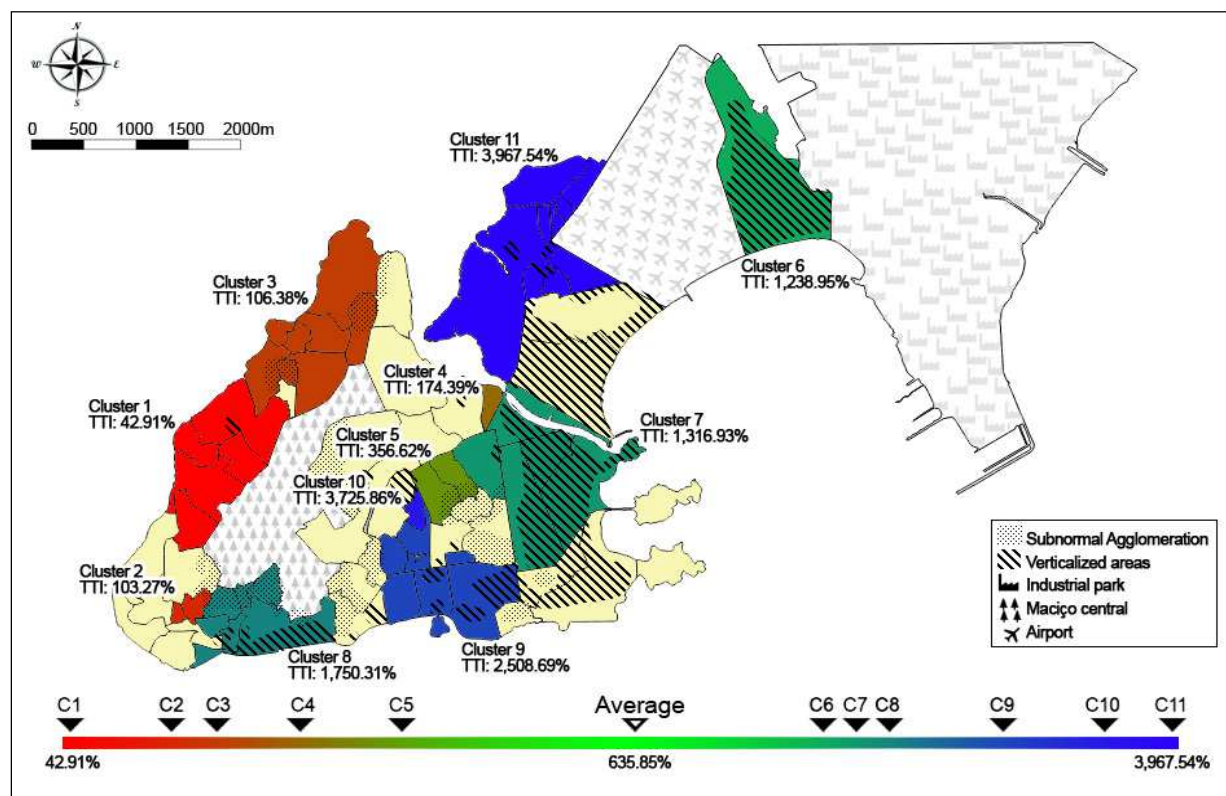 N
W
E
S
0 500 1000 1500 2000m
Cluster 11
TTI: 3,967.54%
Cluster 6
TTI: 1,238.95%
Cluster 3
TTI: 106.38%
Cluster 4
TTI: 174.39%
Cluster 1
TTI: 42.91%
Cluster 7
TTI: 1,316.93%
Cluster 5
TTI: 356.62%
Cluster 10
TTI: 3,725.86%
Cluster 2
TTI: 103.27%
Cluster 8
TTI: 1,750.31%
Cluster 9
TTI: 2,508.69%
Subnormal Agglomeration
Verticalized areas
Industrial park
Maciço central
Airport
C1 C2 C3 C4 C5 Average C6 C7 C8 C9 C10 C11
42.91% 635.85% 3,967.54%